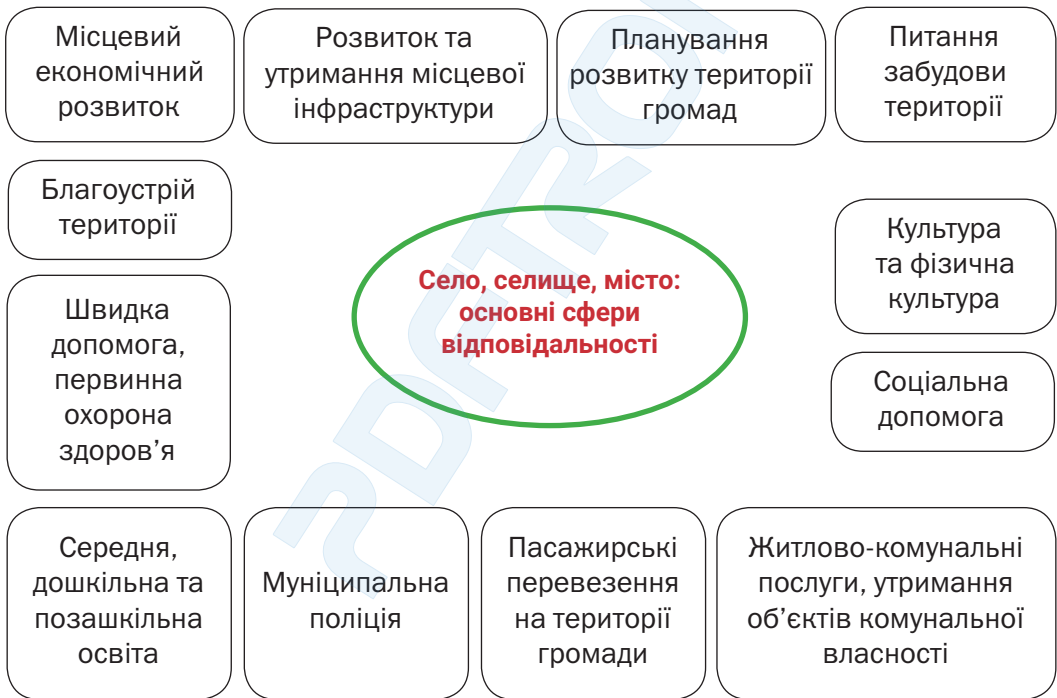 Місцевий
економічний
розвиток
Розвиток та
утримання місцевої
інфраструктури
Планування
розвитку території
громад
Питання
забудови
території
Благоустрій
території
Культура
та фізична
культура
Село, селище, місто:
основні сфери
відповідальності
Швидка
допомога,
первинна
охорона
здоров’я
Соціальна
допомога
Середня,
дошкільна та
позашкільна
освіта
Муніципальна
поліція
Пасажирські
перевезення
на території
громади
Житлово-комунальні
послуги, утримання
об’єктів комунальної
власності
PDFTRO